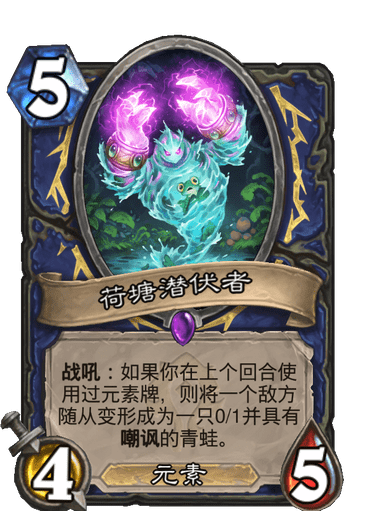 5
荷塘潜伏者
战吼：如果你在上个回合使
用过元素牌，则将一个敌方
随从变形成为一只0/1并具有
嘲讽的青蛙。
元素
4
5